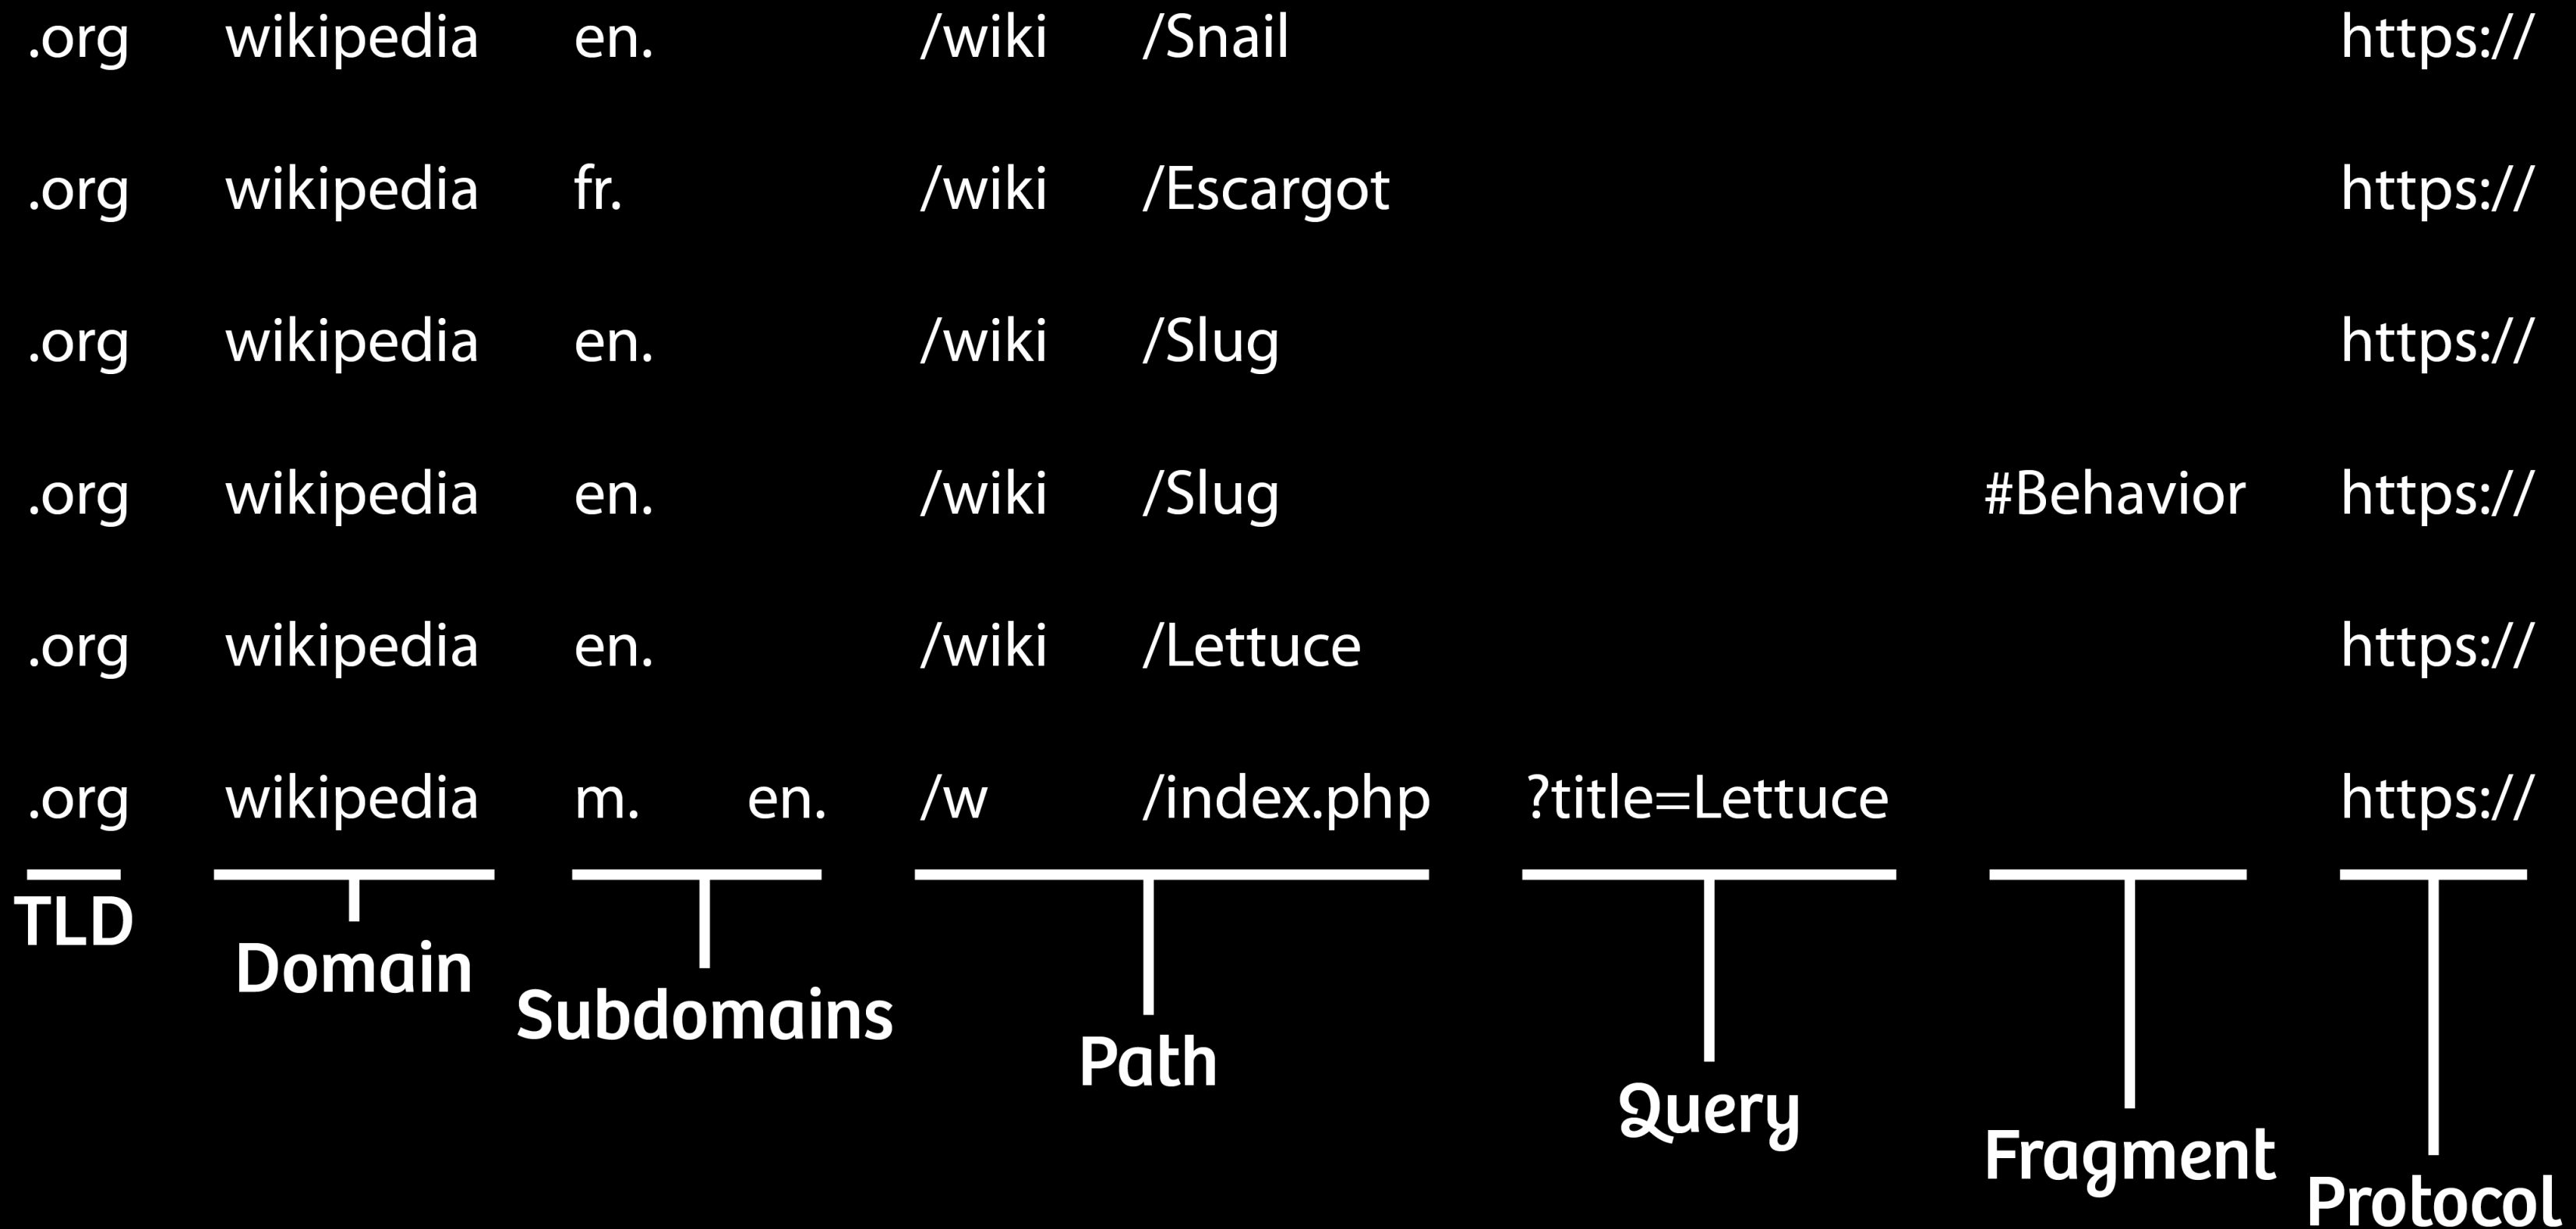 .org wikipedia en. /wiki /Snail https://
.org wikipedia fr. /wiki /Escargot https://
.org wikipedia en. /wiki /Slug https://
.org wikipedia en. /wiki /Slug #Behavior https://
.org wikipedia en. /wiki /Lettuce https://
.org wikipedia m. en. /w /index.php ?title=Lettuce https://
TLD
Domain
Subdomains
Path
Query
Fragment
Protocol